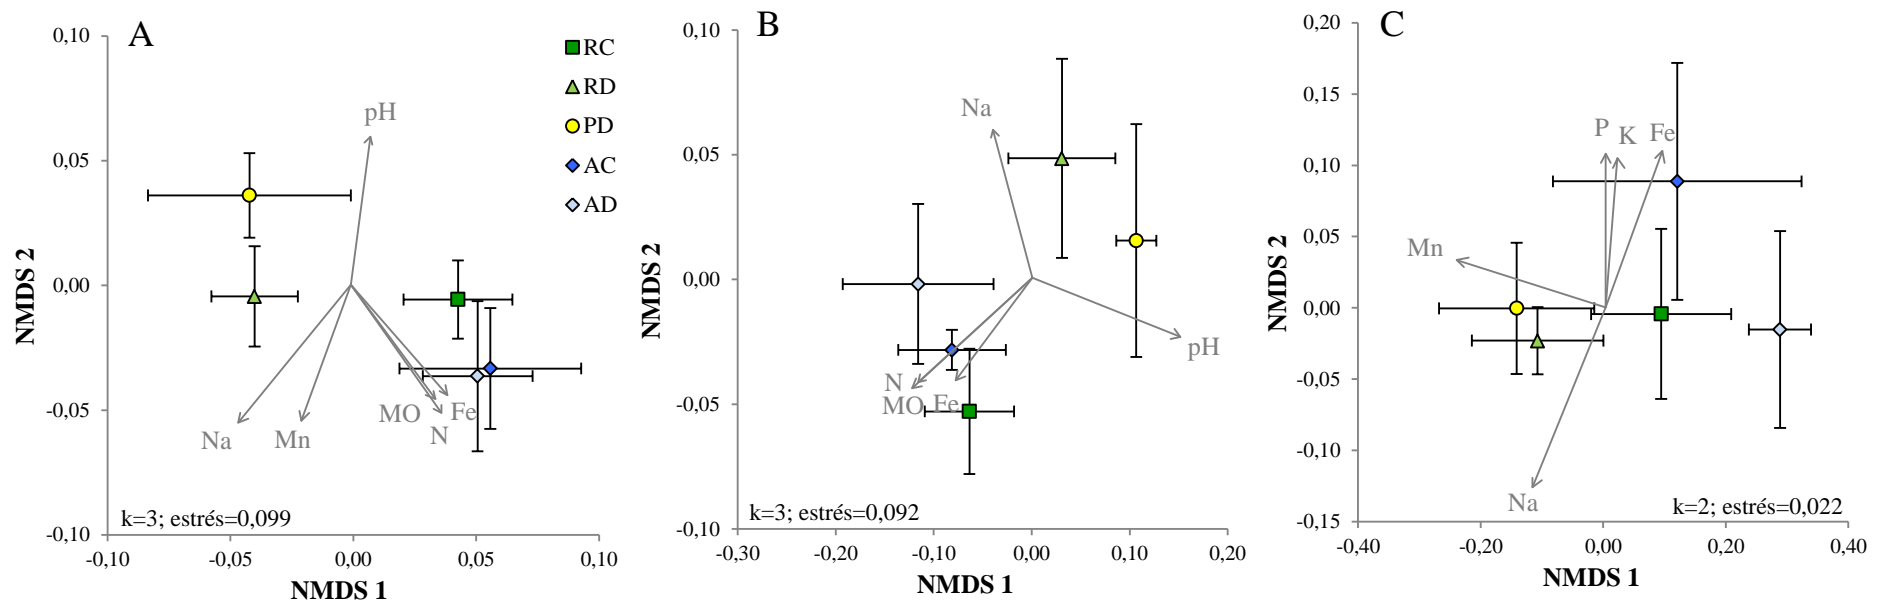 A
0,10
0,05
0,00
-0,05
-0,10
-0,10
-0,05
0,00
0,05
0,10
NMDS 2
NMDS 1
pH
Na
Mn
MO
N
Fe
k=3; estrés=0,099
RC
RD
PD
AC
AD
B
0,10
0,05
0,00
-0,05
-0,10
-0,30
-0,20
-0,10
0,00
0,10
0,20
NMDS 2
NMDS 1
Na
pH
N
MO
Fe
k=3; estrés=0,092
C
0,20
0,15
0,10
0,05
0,00
-0,05
-0,10
-0,15
-0,40
-0,20
0,00
0,20
0,40
NMDS 2
NMDS 1
P
K
Fe
Mn
Na
k=2; estrés=0,022